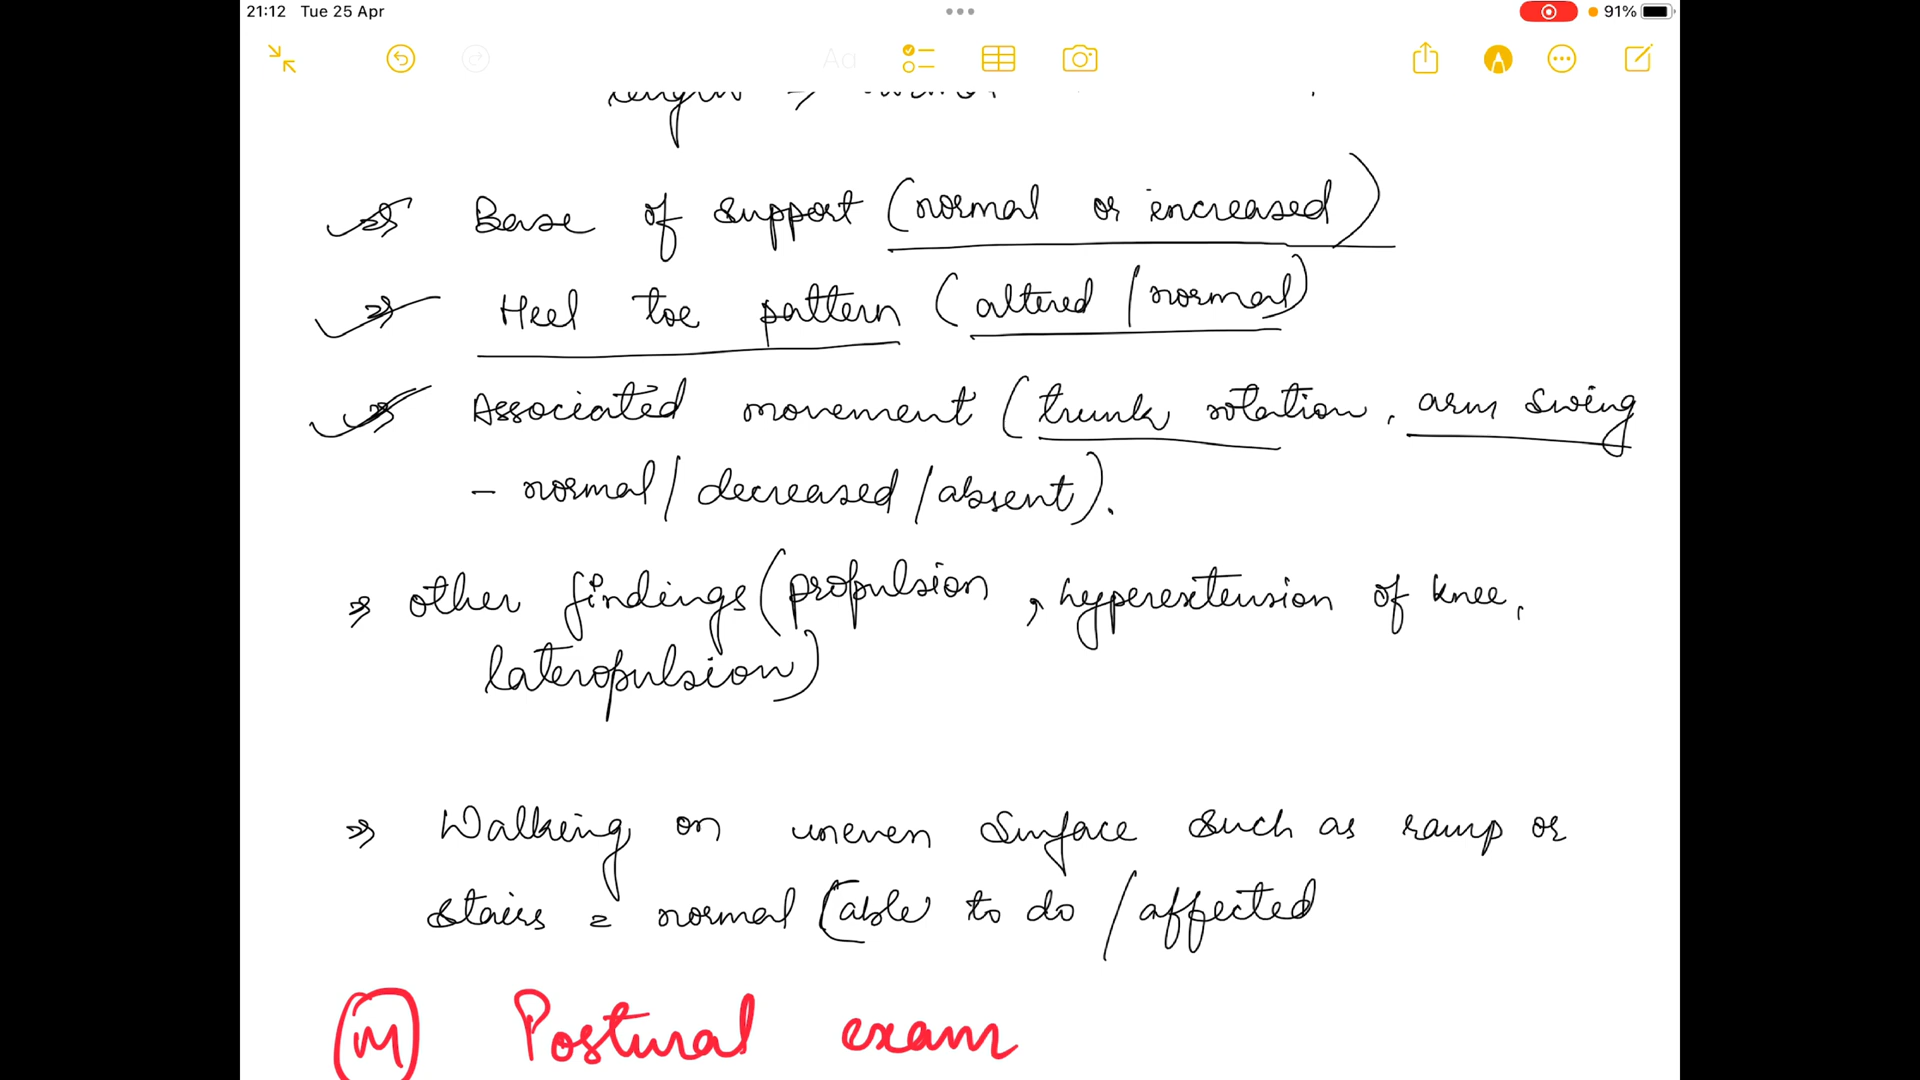 21:12 Tue 25 Apr
91%
Aa
length ⇒
⇒ Base of support (normal or increased)
⇒ Heel toe pattern (altered / normal)
⇒ Associated movement (trunk rotation, arm swing
- normal / decreased / absent).
⇒ other findings (propulsion, hyperextension of knee,
lateropulsion)
⇒ Walking on uneven surface such as ramp or
stairs = normal (able to do / affected
M Postural exam